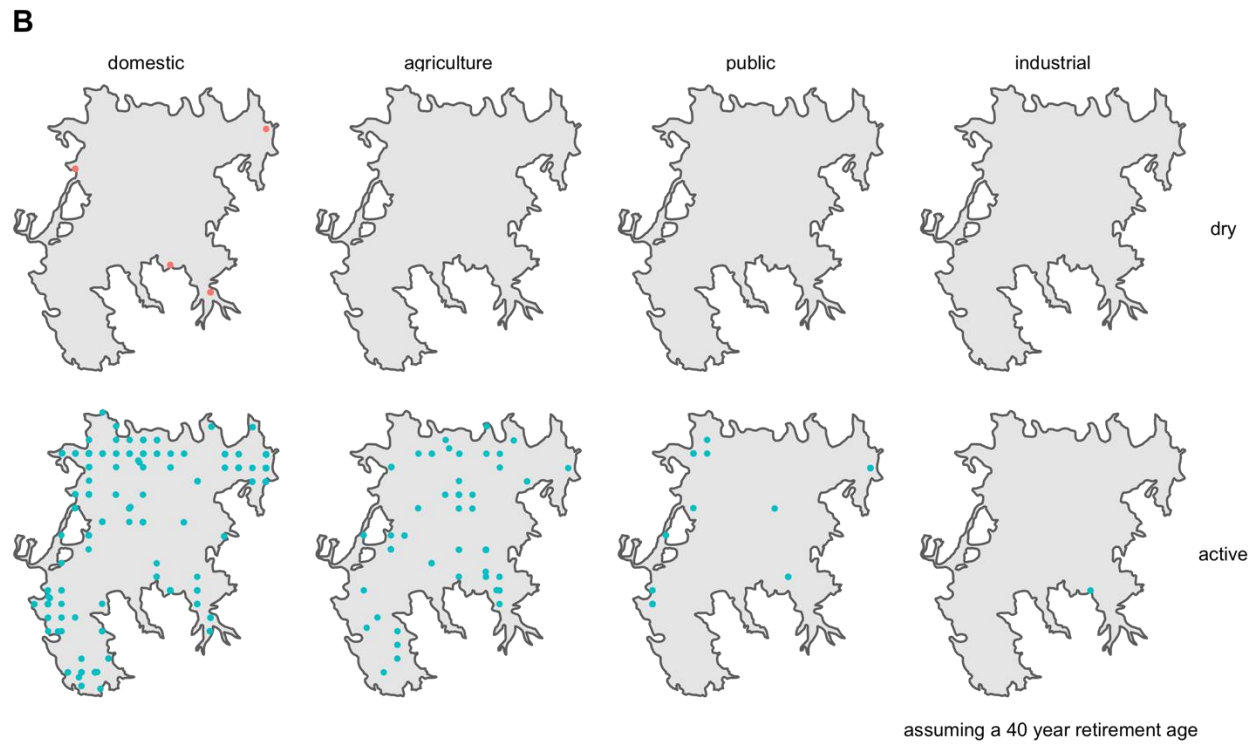 B
domestic
agriculture
public
industrial
dry
active
assuming a 40 year retirement age